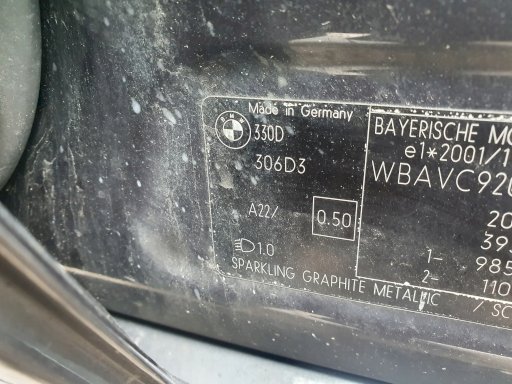 Made in Germany
BMW
330D
306D3
A22/
0.50
1.0
SPARKLING GRAPHITE METALLIC
BAYERISCHE MO
e1*2001/1
WBAVC920
20
39
1- 985
2- 110
/ SC